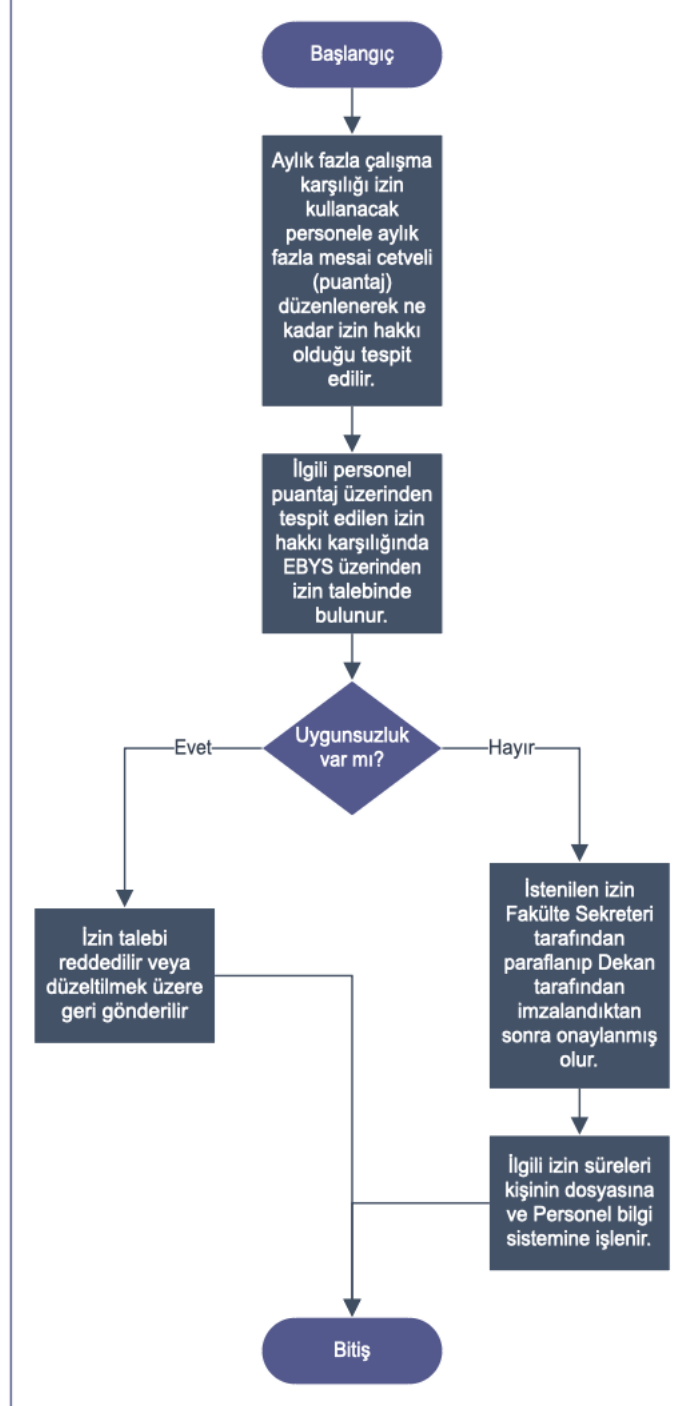 Başlangıç
Aylık fazla çalışma
karşılığı izin
kullanacak
personele aylık
fazla mesai cetveli
(puantaj)
düzenlenerek ne
kadar izin hakkı
olduğu tespit
edilir.
İlgili personel
puantaj üzerinden
tespit edilen izin
hakkı karşılığında
EBYS üzerinden
izin talebinde
bulunur.
Uygunsuzluk
var mı?
Evet
Hayır
İzin talebi
reddedilir veya
düzeltilmek üzere
geri gönderilir
İstenilen izin
Fakülte Sekreteri
tarafından
paraflanıp Dekan
tarafından
imzalandıktan
sonra onaylanmış
olur.
İlgili izin süreleri
kişinin dosyasına
ve Personel bilgi
sistemine işlenir.
Bitiş